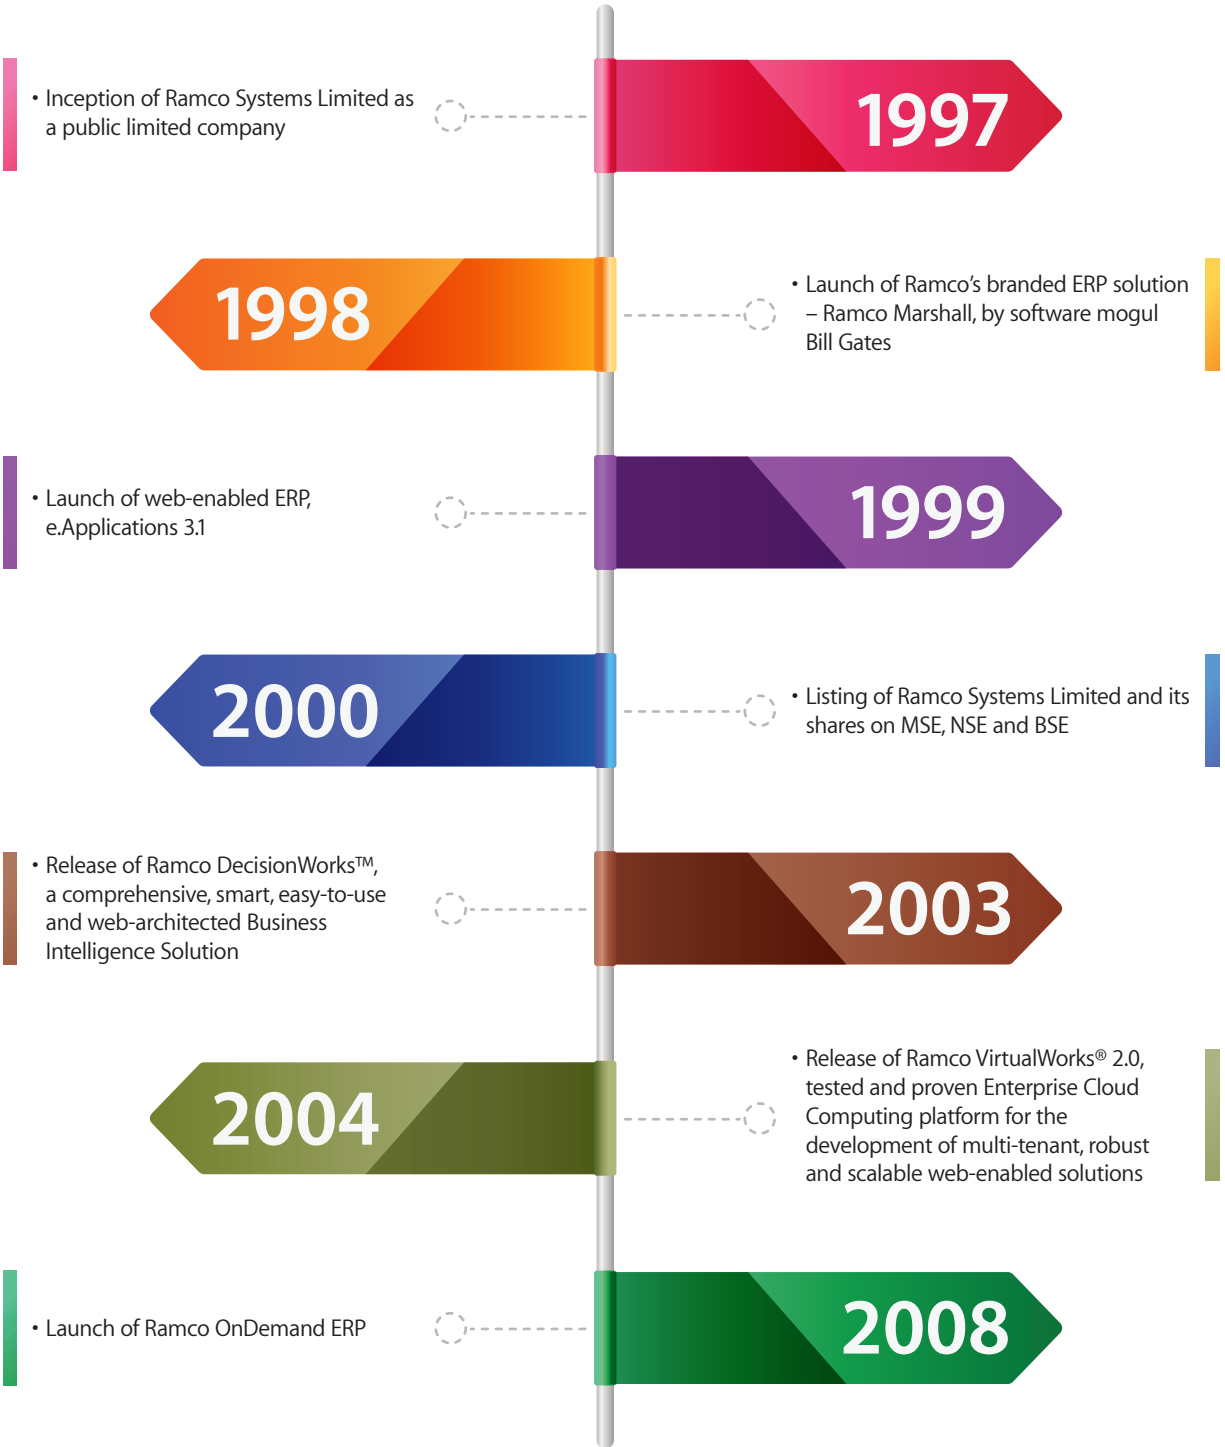 • Inception of Ramco Systems Limited as
a public limited company
1997
1998
• Launch of Ramco’s branded ERP solution
– Ramco Marshall, by software mogul
Bill Gates
• Launch of web-enabled ERP,
e.Applications 3.1
1999
2000
• Listing of Ramco Systems Limited and its
shares on MSE, NSE and BSE
• Release of Ramco DecisionWorks™,
a comprehensive, smart, easy-to-use
and web-architected Business
Intelligence Solution
2003
2004
• Release of Ramco VirtualWorks® 2.0,
tested and proven Enterprise Cloud
Computing platform for the
development of multi-tenant, robust
and scalable web-enabled solutions
• Launch of Ramco OnDemand ERP
2008